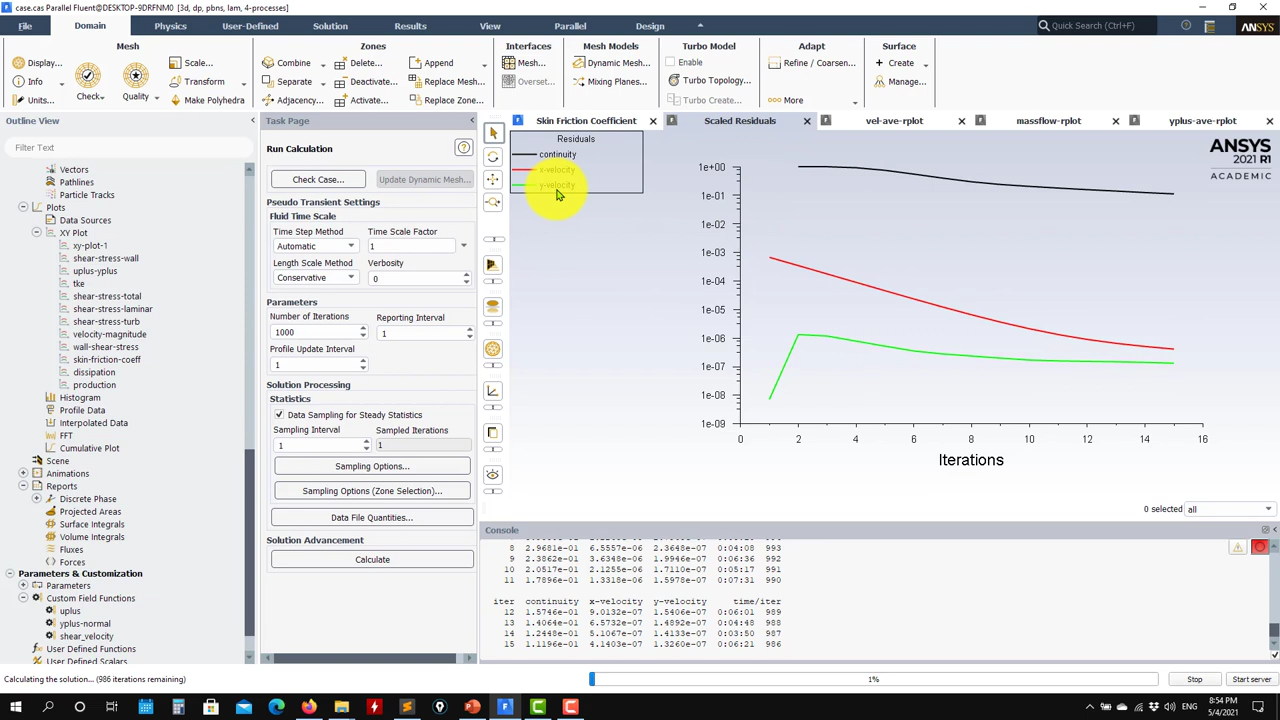 case.cas Parallel Fluent@DESKTOP-9DRFNM0 [3d, dp, pbns, lam, 4-processes]
File Domain Physics User-Defined Solution Results View Parallel Design Quick Search (Ctrl+F) ANSYS
Mesh Zones Interfaces Mesh Models Turbo Model Adapt Surface
Display... Scale... Combine Delete... Append Mesh... Dynamic Mesh... Enable Refine / Coarsen... Create
Info Transform Separate Deactivate... Replace Mesh... Overset... Mixing Planes... Turbo Topology... Manage...
Units... Check Quality Make Polyhedra Adjacency... Activate... Replace Zone... Turbo Create... More
Outline View
Filter Text
Vectors
Pathlines
Particle Tracks
Plots
Data Sources
XY Plot
xy-plot-1
shear-stress-wall
uplus-yplus
tke
shear-stress-total
shear-stress-laminar
shear-stress-turb
velocity-magnitude
wall-shear-stress
skin-friction-coeff
dissipation
production
Histogram
Profile Data
Interpolated Data
FFT
Cumulative Plot
Scene
Animations
Reports
Discrete Phase
Projected Areas
Surface Integrals
Volume Integrals
Fluxes
Forces
Parameters & Customization
Parameters
Custom Field Functions
uplus
yplus-normal
shear_velocity
User Defined Functions
User Defined Scalars
Task Page
Run Calculation
Check Case... Update Dynamic Mesh...
Pseudo Transient Settings
Fluid Time Scale
Time Step Method Time Scale Factor
Automatic 1
Length Scale Method Verbosity
Conservative 0
Parameters
Number of Iterations Reporting Interval
1000 1
Profile Update Interval
1
Solution Processing
Statistics
Data Sampling for Steady Statistics
Sampling Interval Sampled Iterations
1 1
Sampling Options...
Sampling Options (Zone Selection)...
Data File Quantities...
Solution Advancement
Calculate
Skin Friction Coefficient Scaled Residuals vel-ave-rplot massflow-rplot yplus-ave-rplot
Residuals
continuity
x-velocity
y-velocity
ANSYS
2021 R1
ACADEMIC
1e+00
1e-01
1e-02
1e-03
1e-04
1e-05
1e-06
1e-07
1e-08
1e-09
0 2 4 6 8 10 12 14 16
Iterations
0 selected all
Console
8 2.9681e-01 6.5557e-06 2.3648e-07 0:04:08 993
9 2.3862e-01 3.6348e-06 1.9946e-07 0:06:36 992
10 2.0517e-01 2.1255e-06 1.7110e-07 0:05:17 991
11 1.7896e-01 1.3318e-06 1.5978e-07 0:07:31 990
iter continuity x-velocity y-velocity time/iter
12 1.5746e-01 9.0132e-07 1.5406e-07 0:06:01 989
13 1.4064e-01 6.5732e-07 1.4892e-07 0:04:48 988
14 1.2448e-01 5.1067e-07 1.4133e-07 0:03:50 987
15 1.1196e-01 4.1403e-07 1.3260e-07 0:06:21 986
Calculating the solution... (986 iterations remaining) 1% Stop Start server
8:54 PM
ENG
5/4/2021